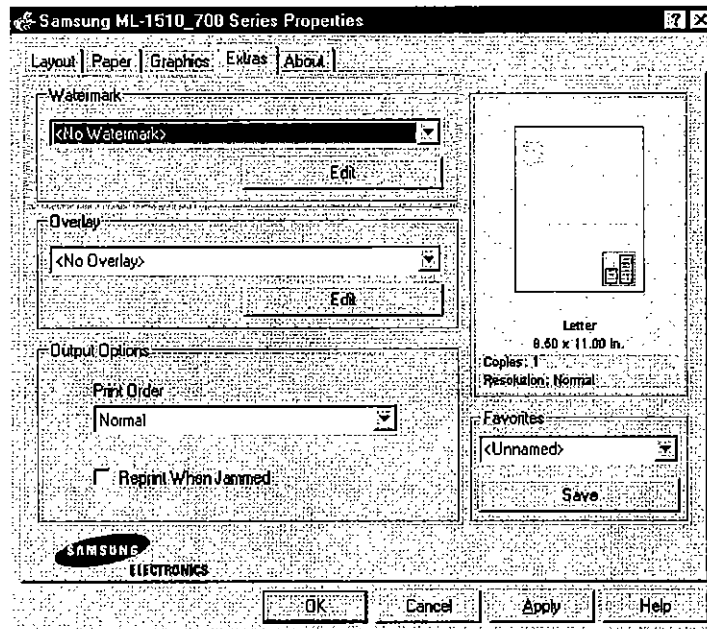 Samsung ML-1510_700 Series Properties
Layout Paper Graphics Extras About
Watermark
<No Watermark>
Edit
Overlay
<No Overlay>
Edit
Output Options
Print Order
Normal
Reprint When Jammed
Letter
8.50 x 11.00 in.
Copies: 1
Resolution: Normal
Favorites
<Unnamed>
Save
SAMSUNG
ELECTRONICS
OK Cancel Apply Help